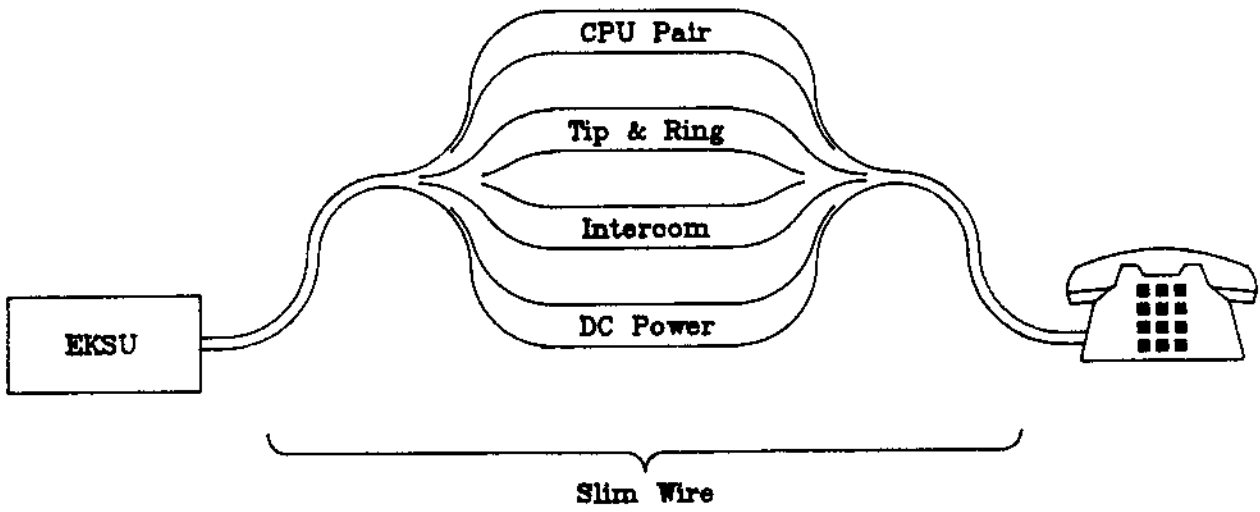 CPU Pair
Tip & Ring
Intercom
DC Power
EKSU
Slim Wire